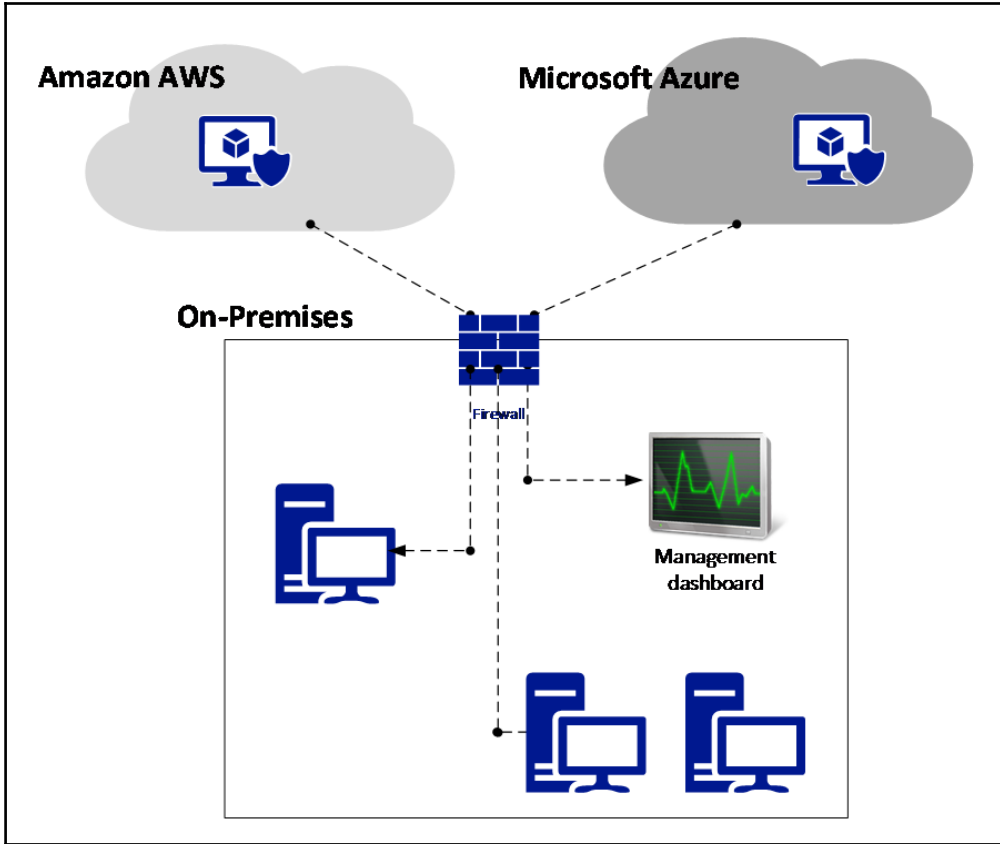 Amazon AWS
Microsoft Azure
On-Premises
Firewall
Management
dashboard